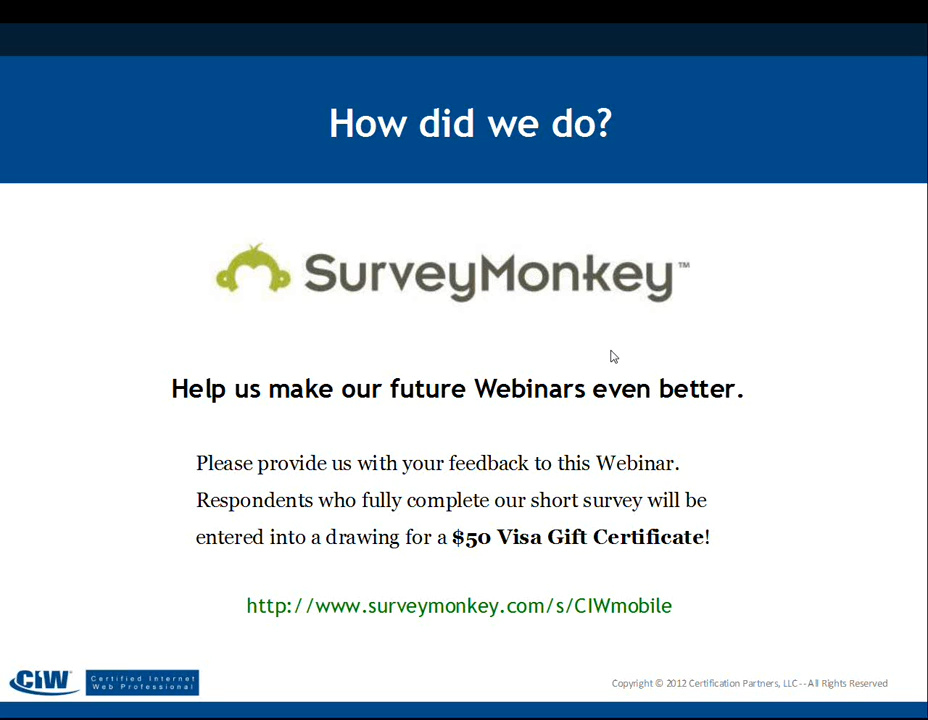 How did we do?
SurveyMonkey™
Help us make our future Webinars even better.
Please provide us with your feedback to this Webinar.
Respondents who fully complete our short survey will be
entered into a drawing for a $50 Visa Gift Certificate!
http://www.surveymonkey.com/s/CIWmobile
CIW
Certified Internet
Web Professional
Copyright © 2012 Certification Partners, LLC -- All Rights Reserved